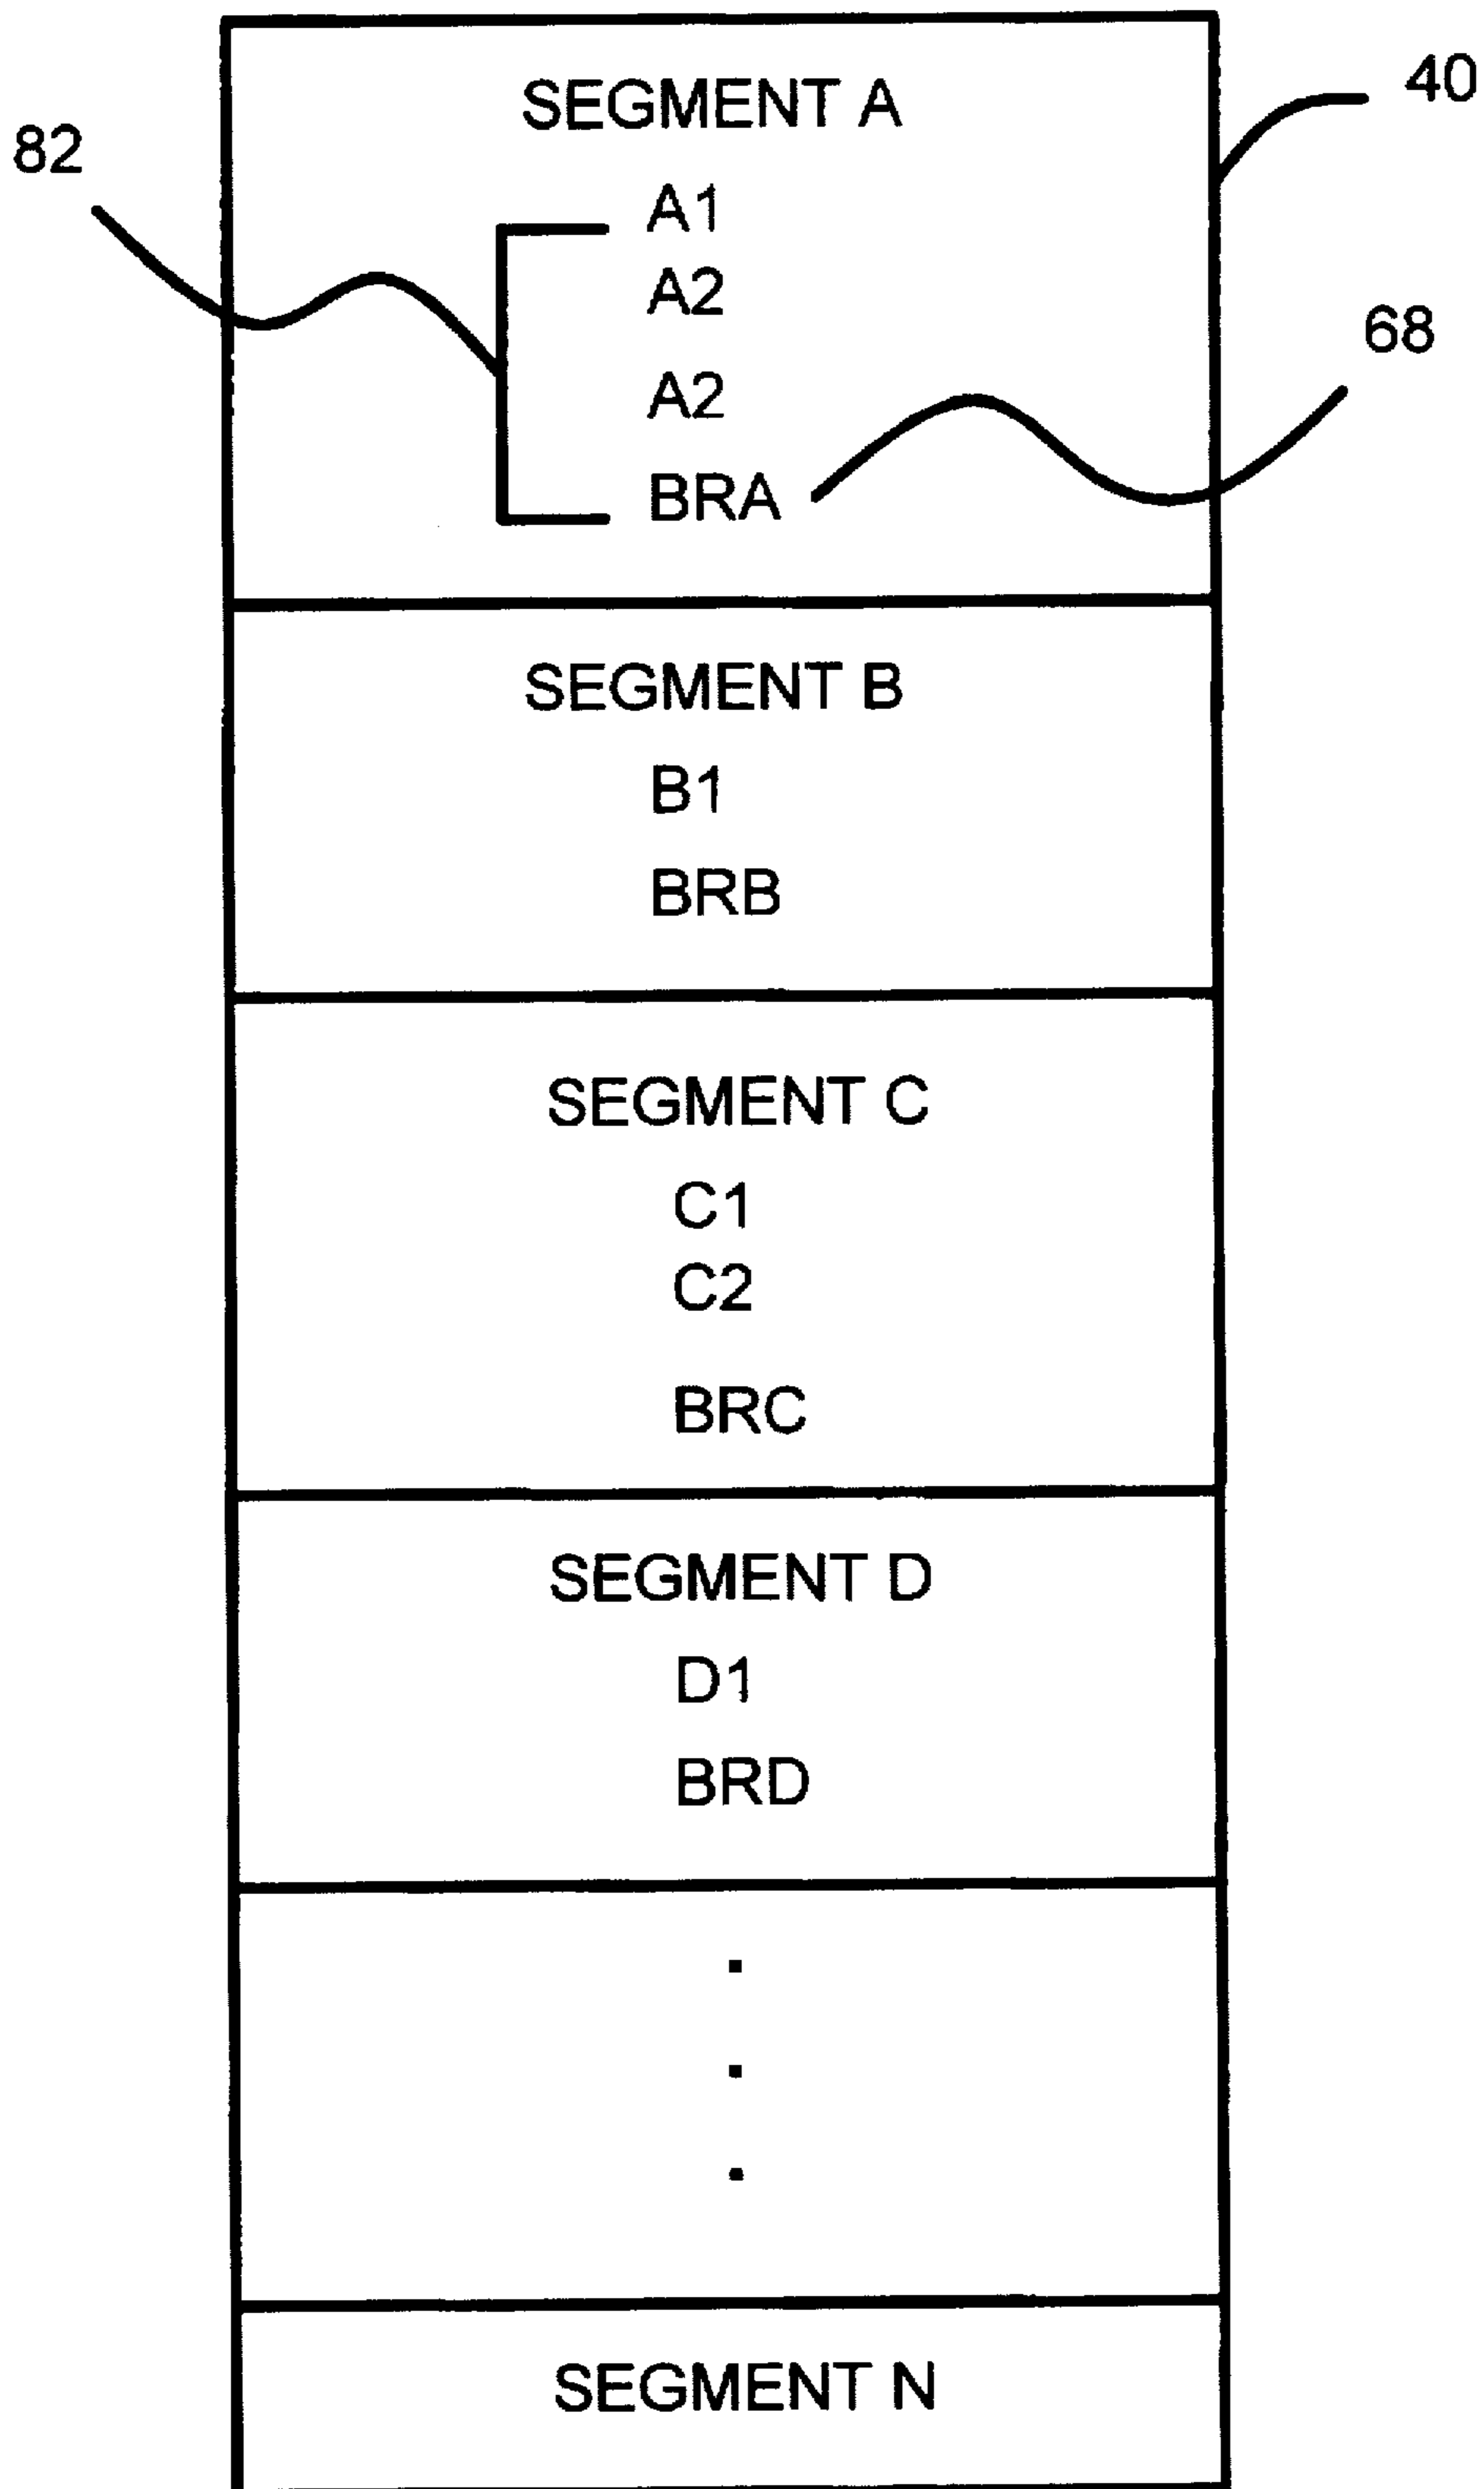 40
SEGMENT A
82
A1
A2
68
A2
BRA
SEGMENT B
B1
BRB
SEGMENT C
C1
C2
BRC
SEGMENT D
D1
BRD
.
.
.
SEGMENT N